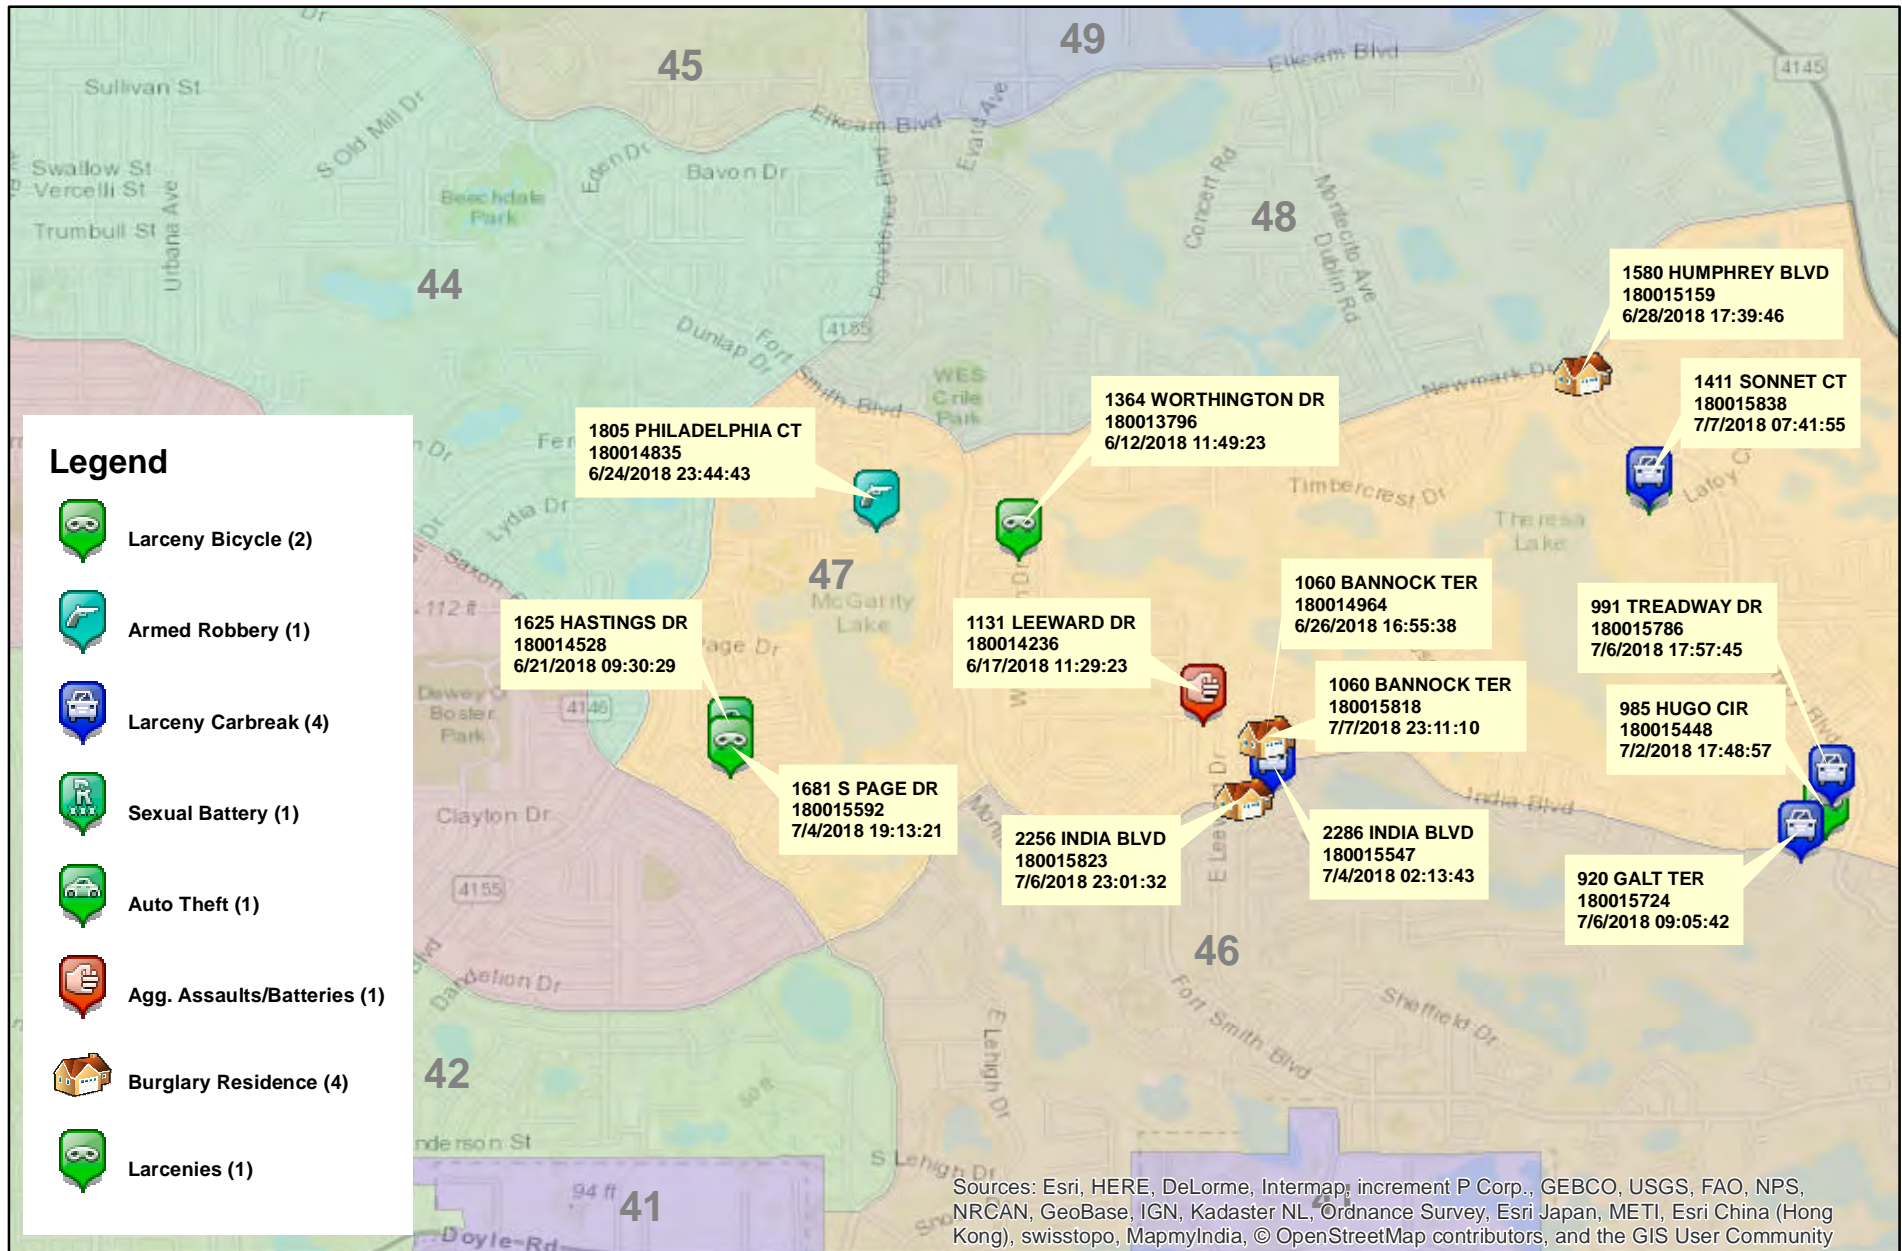 Dr
45
49
Elkcam Blvd
4145
Sullivan St
S Old Mill Dr
Elkcam Blvd
Evard Ave
Swallow St
Vercelli St
Trumbull St
Urbana Ave
Beechdale
Park
Eden Dr
Bavon Dr
Providence Blvd
Concert Rd
48
Montecito Ave
Dublin Rd
44
Dunlap Dr
Fort Smith Blvd
4155
WES
Crile
Park
Newmark Dr
1580 HUMPHREY BLVD
180015159
6/28/2018 17:39:46
1411 SONNET CT
180015838
7/7/2018 07:41:55
1364 WORTHINGTON DR
180013796
6/12/2018 11:49:23
1805 PHILADELPHIA CT
180014835
6/24/2018 23:44:43
Timbercrest Dr
Theresa
Lake
Lydia Dr
Saxon
112 ft
47
McGarity
Lake
1625 HASTINGS DR
180014528
6/21/2018 09:30:29
Page Dr
1131 LEEWARD DR
180014236
6/17/2018 11:29:23
1060 BANNOCK TER
180014964
6/26/2018 16:55:38
1060 BANNOCK TER
180015818
7/7/2018 23:11:10
991 TREADWAY DR
180015786
7/6/2018 17:57:45
985 HUGO CIR
180015448
7/2/2018 17:48:57
Dewey O
Boster
Park
4146
1681 S PAGE DR
180015592
7/4/2018 19:13:21
Clayton Dr
India Blvd
2256 INDIA BLVD
180015823
7/6/2018 23:01:32
2286 INDIA BLVD
180015547
7/4/2018 02:13:43
920 GALT TER
180015724
7/6/2018 09:05:42
4155
46
Fort Smith Blvd
Sheffield Dr
E Lehigh Dr
42
50 ft
S Lehigh Dr
94 ft
41
Doyle Rd
Legend
Larceny Bicycle (2)
Armed Robbery (1)
Larceny Carbreak (4)
Sexual Battery (1)
Auto Theft (1)
Agg. Assaults/Batteries (1)
Burglary Residence (4)
Larcenies (1)
Sources: Esri, HERE, DeLorme, Intermap, increment P Corp., GEBCO, USGS, FAO, NPS,
NRCAN, GeoBase, IGN, Kadaster NL, Ordnance Survey, Esri Japan, METI, Esri China (Hong
Kong), swisstopo, MapmyIndia, © OpenStreetMap contributors, and the GIS User Community